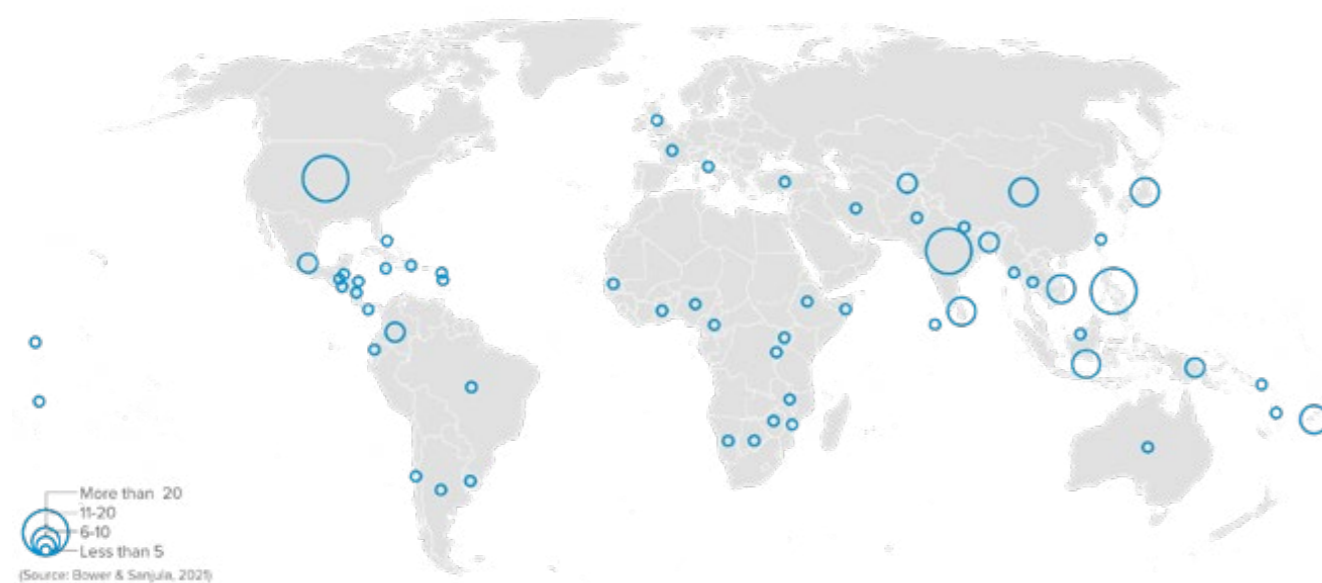 More than 20
11-20
6-10
Less than 5
(Source: Bower & Sanjula, 2021)